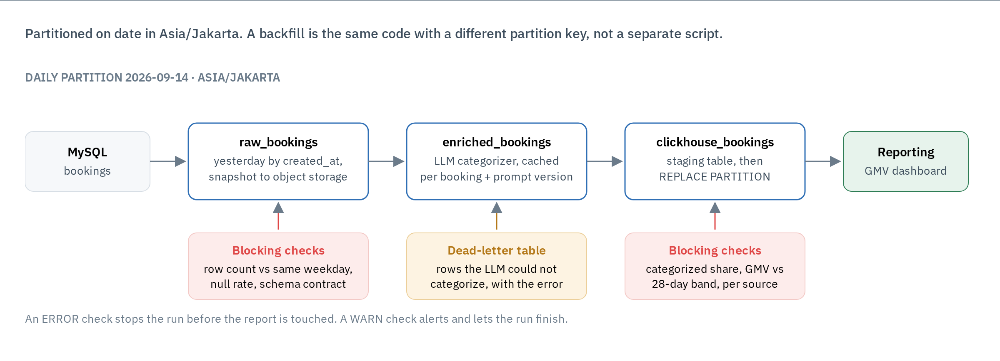 Partitioned on date in Asia/Jakarta. A backfill is the same code with a different partition key, not a separate script.
DAILY PARTITION 2026-09-14 · ASIA/JAKARTA
MySQL
bookings
raw_bookings
yesterday by created_at,
snapshot to object storage
enriched_bookings
LLM categorizer, cached
per booking + prompt version
clickhouse_bookings
staging table, then
REPLACE PARTITION
Reporting
GMV dashboard
Blocking checks
row count vs same weekday,
null rate, schema contract
Dead-letter table
rows the LLM could not
categorize, with the error
Blocking checks
categorized share, GMV vs
28-day band, per source
An ERROR check stops the run before the report is touched. A WARN check alerts and lets the run finish.